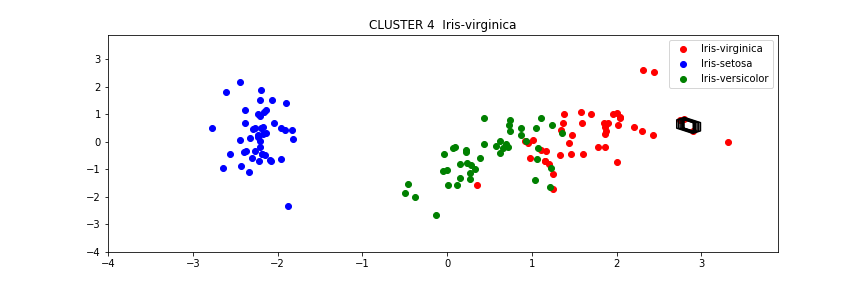 CLUSTER 4  Iris-virginica
Iris-virginica
Iris-setosa
Iris-versicolor
3
2
1
0
−1
−2
−3
−4
−4 −3 −2 −1 0 1 2 3